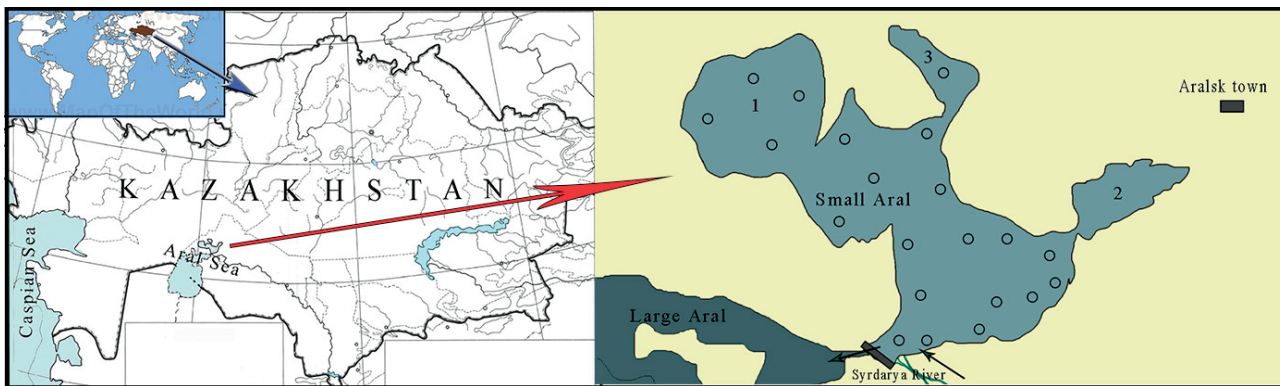 KAZAKHSTAN
Aral Sea
Caspian Sea
1
3
Aralsk town
2
Small Aral
Large Aral
Syrdarya River